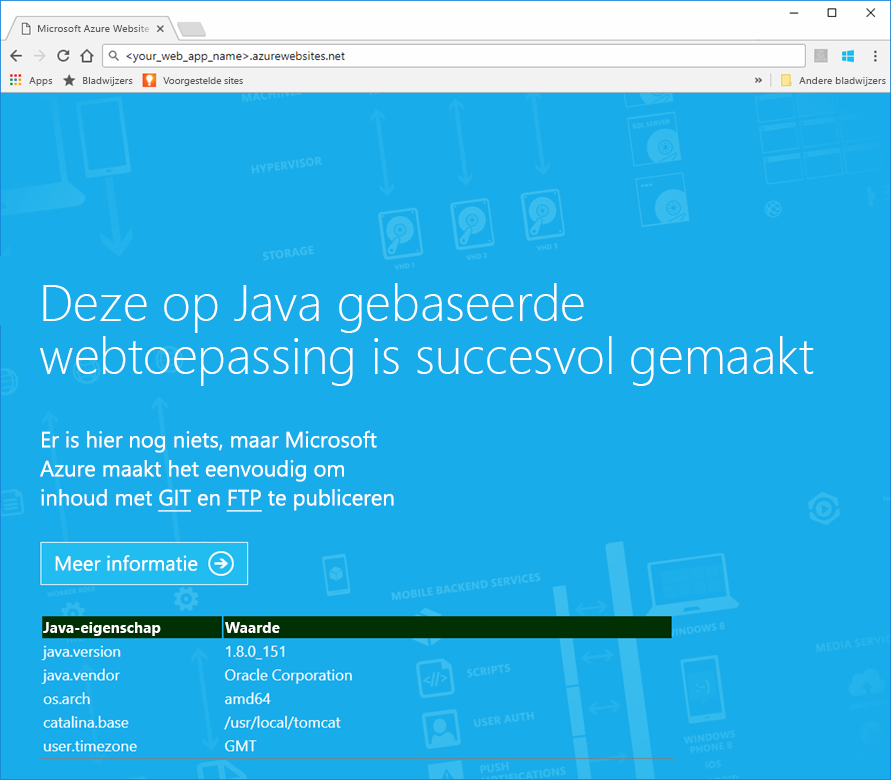 Microsoft Azure Website
<your_web_app_name>.azurewebsites.net
Apps Bladwijzers Voorgestelde sites » Andere bladwijzers
HYPERVISOR
SQL SERVER
STORAGE
VHD 1 VHD 2 VHD 3
Deze op Java gebaseerde
webtoepassing is succesvol gemaakt
Er is hier nog niets, maar Microsoft
Azure maakt het eenvoudig om
inhoud met GIT en FTP te publiceren
Meer informatie
WORKER ROLE
MOBILE BACKEND SERVICES
WINDOWS 8
MEDIA SERVIC
Java-eigenschap Waarde
java.version 1.8.0_151
java.vendor Oracle Corporation
os.arch amd64
catalina.base /usr/local/tomcat
user.timezone GMT
SCRIPTS
USER AUTH
WINDOWS
PHONE 8
iOS
PUSH
NOTIFICATIONS